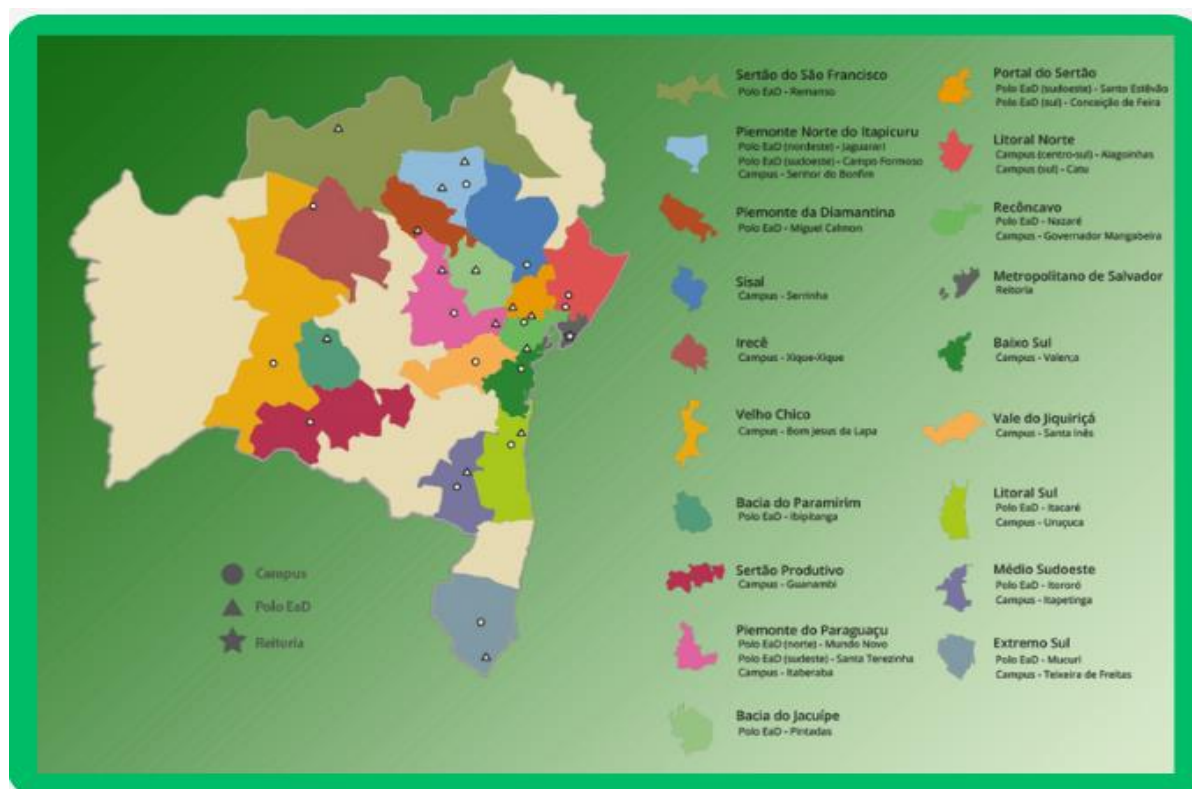 Sertão do São Francisco
Polo EaD - Remanso
Piemonte Norte do Itapicuru
Polo EaD (nordeste) - Jaguarari
Polo EaD (sudoeste) - Campo Formoso
Campus - Senhor do Bonfim
Piemonte da Diamantina
Polo EaD - Miguel Calmon
Sisal
Campus - Serrinha
Irecê
Campus - Xique-Xique
Velho Chico
Campus - Bom Jesus da Lapa
Bacia do Paramirim
Polo EaD - Ibipitanga
Sertão Produtivo
Campus - Guanambi
Piemonte do Paraguaçu
Polo EaD (norte) - Mundo Novo
Polo EaD (sudeste) - Santa Terezinha
Campus - Itaberaba
Bacia do Jacuípe
Polo EaD - Pintadas
Portal do Sertão
Polo EaD (sudoeste) - Santo Estêvão
Polo EaD (sul) - Conceição de Feira
Litoral Norte
Campus (centro-sul) - Alagoinhas
Campus (sul) - Catu
Recôncavo
Polo EaD - Nazaré
Campus - Governador Mangabeira
Metropolitano de Salvador
Reitoria
Baixo Sul
Campus - Valença
Vale do Jiquiriçá
Campus - Santa Inês
Litoral Sul
Polo EaD - Itacaré
Campus - Uruçuca
Médio Sudoeste
Polo EaD - Itororó
Campus - Itapetinga
Extremo Sul
Polo EaD - Mucuri
Campus - Teixeira de Freitas
Campus
Polo EaD
Reitoria